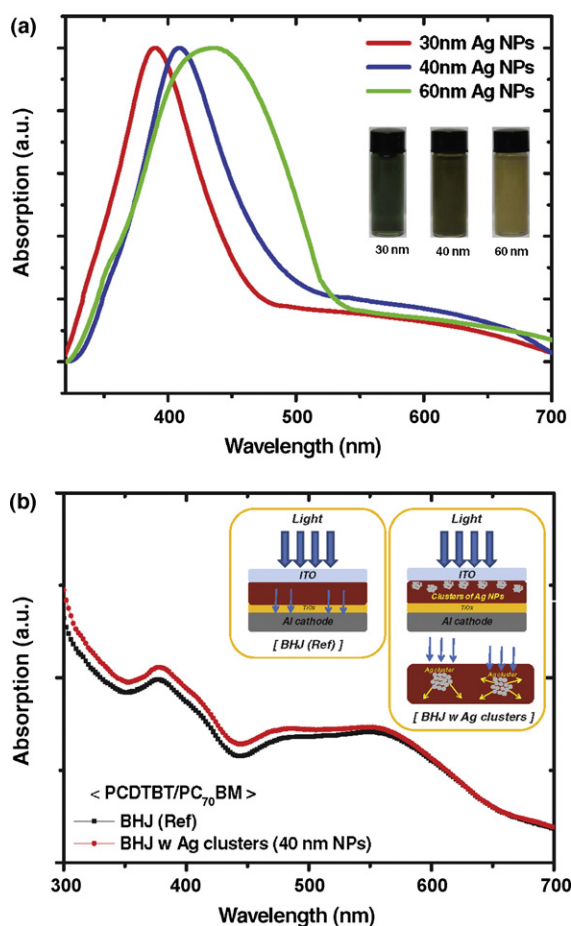 (a)
30nm Ag NPs
40nm Ag NPs
60nm Ag NPs
30 nm 40 nm 60 nm
Absorption (a.u.)
400 500 600 700
Wavelength (nm)
(b)
Light
ITO
TiOx
Al cathode
[ BHJ (Ref) ]
Light
ITO
Clusters of Ag NPs
TiOx
Al cathode
Ag cluster
Ag cluster
[ BHJ w Ag clusters ]
Absorption (a.u.)
< PCDTBT/PC70BM >
BHJ (Ref)
BHJ w Ag clusters (40 nm NPs)
300 400 500 600 700
Wavelength (nm)